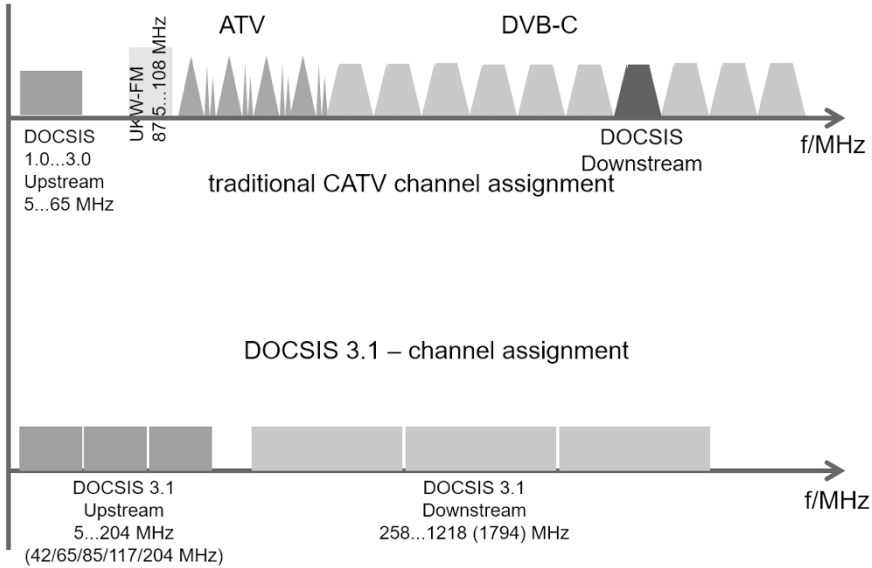 ATV
DVB-C
UKW-FM
87,5...108 MHz
DOCSIS
1.0...3.0
Upstream
5...65 MHz
DOCSIS
Downstream
f/MHz
traditional CATV channel assignment
DOCSIS 3.1 – channel assignment
DOCSIS 3.1
Upstream
5...204 MHz
(42/65/85/117/204 MHz)
DOCSIS 3.1
Downstream
258...1218 (1794) MHz
f/MHz